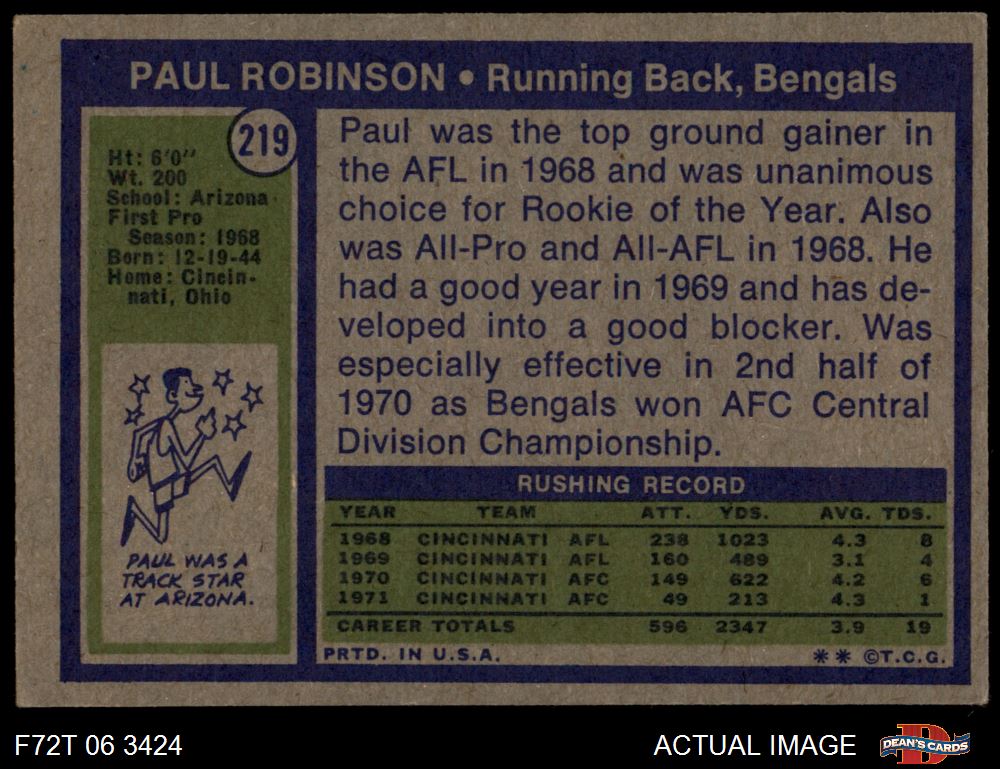 PAUL ROBINSON • Running Back, Bengals
219
Ht: 6'0"
Wt. 200
School: Arizona
First Pro
Season: 1968
Born: 12-19-44
Home: Cincin-
nati, Ohio
PAUL WAS A
TRACK STAR
AT ARIZONA.
Paul was the top ground gainer in
the AFL in 1968 and was unanimous
choice for Rookie of the Year. Also
was All-Pro and All-AFL in 1968. He
had a good year in 1969 and has de-
veloped into a good blocker. Was
especially effective in 2nd half of
1970 as Bengals won AFC Central
Division Championship.
RUSHING RECORD
YEAR TEAM ATT. YDS. AVG. TDS.
1968 CINCINNATI AFL 238 1023 4.3 8
1969 CINCINNATI AFL 160 489 3.1 4
1970 CINCINNATI AFC 149 622 4.2 6
1971 CINCINNATI AFC 49 213 4.3 1
CAREER TOTALS 596 2347 3.9 19
PRTD. IN U.S.A. ** ©T.C.G.
F72T 06 3424 ACTUAL IMAGE DEAN'S CARDS